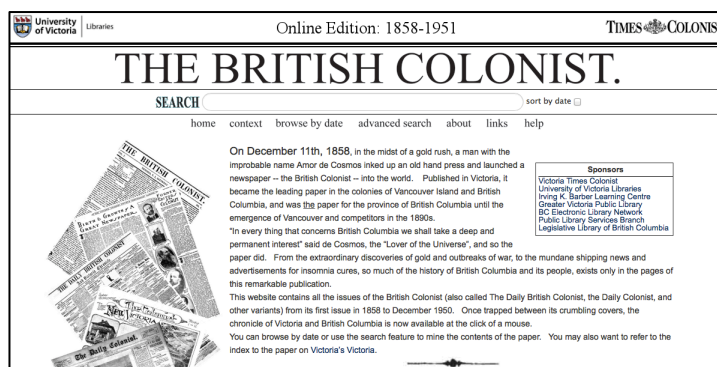 University
of Victoria
Libraries
Online Edition: 1858-1951
TIMES COLONIS
THE BRITISH COLONIST.
SEARCH
sort by date
home context browse by date advanced search about links help
On December 11th, 1858, in the midst of a gold rush, a man with the
improbable name Amor de Cosmos inked up an old hand press and launched a
newspaper -- the British Colonist -- into the world. Published in Victoria, it
became the leading paper in the colonies of Vancouver Island and British
Columbia, and was the paper for the province of British Columbia until the
emergence of Vancouver and competitors in the 1890s.
"In every thing that concerns British Columbia we shall take a deep and
permanent interest" said de Cosmos, the "Lover of the Universe", and so the
paper did. From the extraordinary discoveries of gold and outbreaks of war, to the mundane shipping news and
advertisements for insomnia cures, so much of the history of British Columbia and its people, exists only in the pages of
this remarkable publication.
This website contains all the issues of the British Colonist (also called The Daily British Colonist, the Daily Colonist, and
other variants) from its first issue in 1858 to December 1950. Once trapped between its crumbling covers, the
chronicle of Victoria and British Columbia is now available at the click of a mouse.
You can browse by date or use the search feature to mine the contents of the paper. You may also want to refer to the
index to the paper on Victoria's Victoria.
Sponsors
Victoria Times Colonist
University of Victoria Libraries
Irving K. Barber Learning Centre
Greater Victoria Public Library
BC Electronic Library Network
Public Library Services Branch
Legislative Library of British Columbia
THE BRITISH COLONIST.
BIRTH & GROWTH OF A
GREAT NEWSPAPER.
THE DAILY BRITISH COLONIST
The Colonist
NEW VICTORIA
The Daily Colonist.